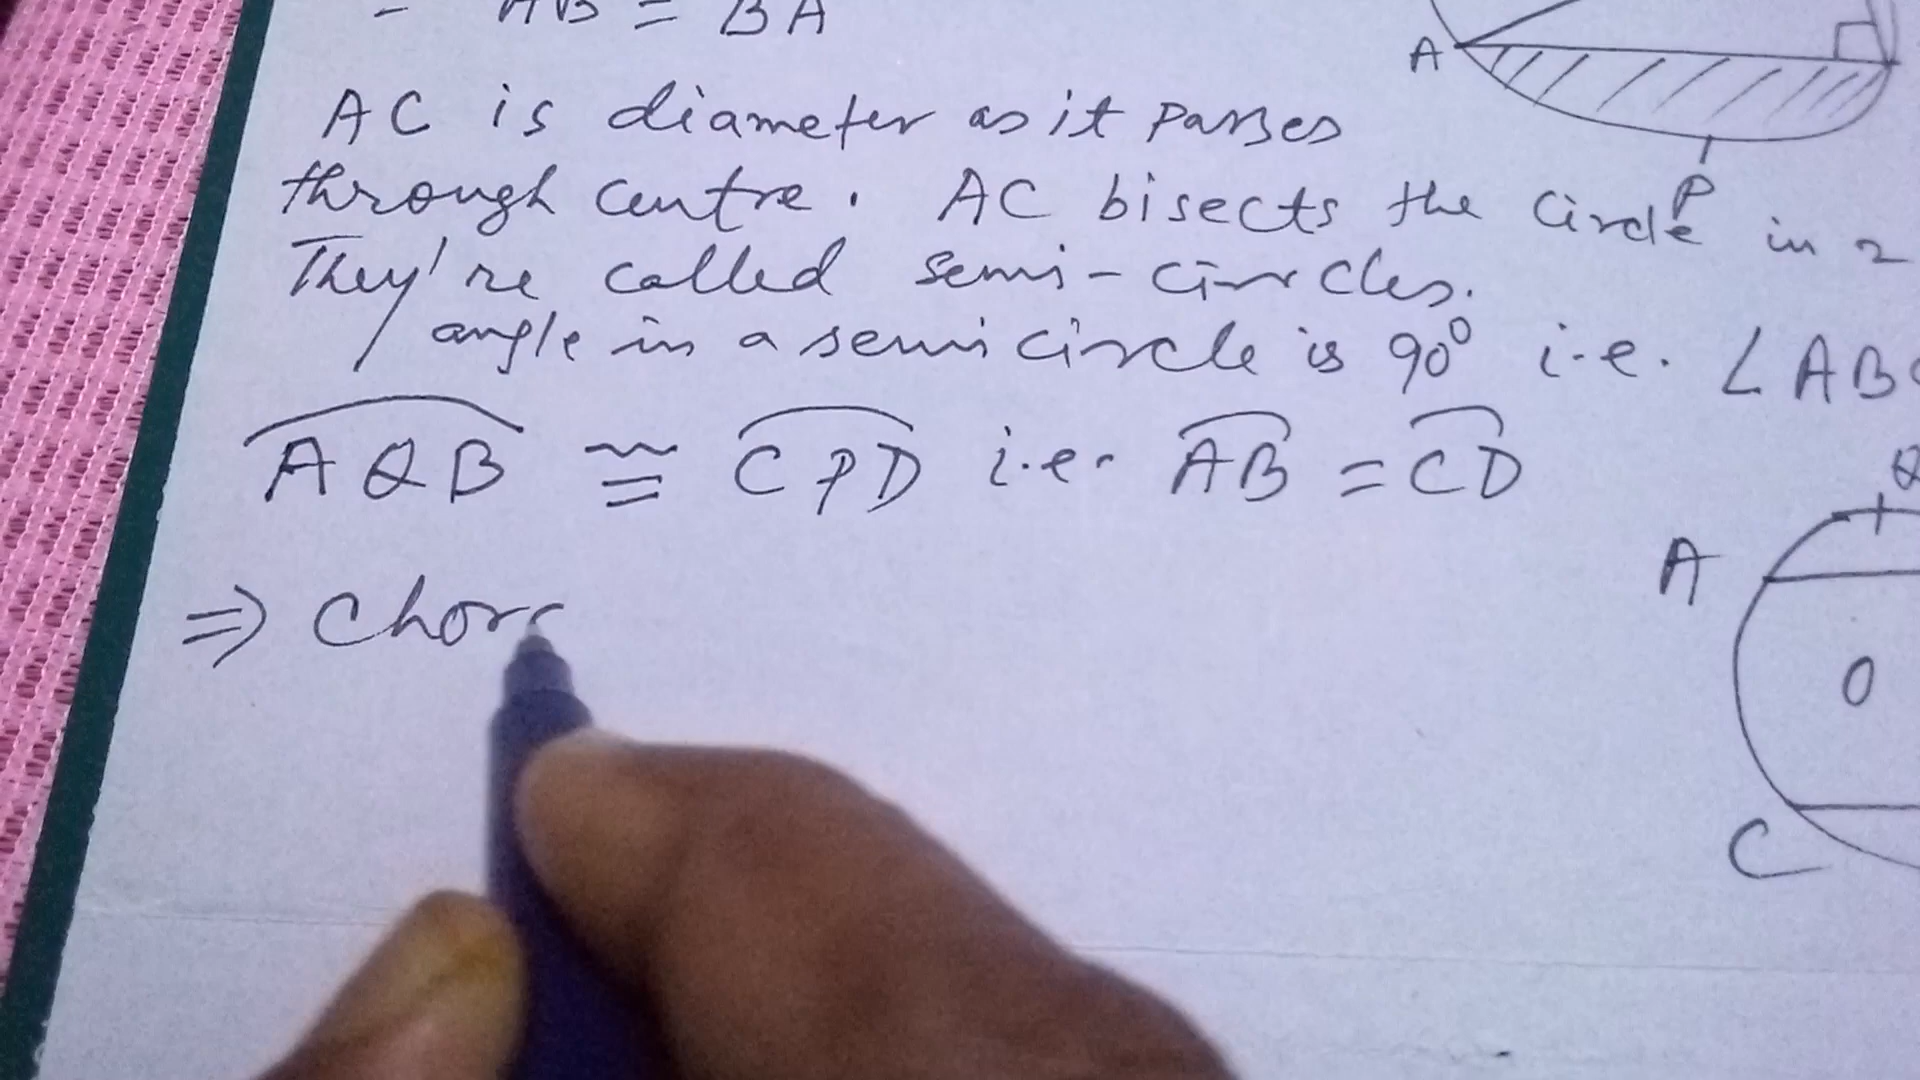 - AB = BA
A
AC is diameter as it passes
through centre. AC bisects the circle in 2
P
They're called semi-circles.
angle in a semicircle is 90° i.e. ∠ABC
AQB ≅ CPD i.e. AB = CD
Q
A
⇒ Chor
O
C